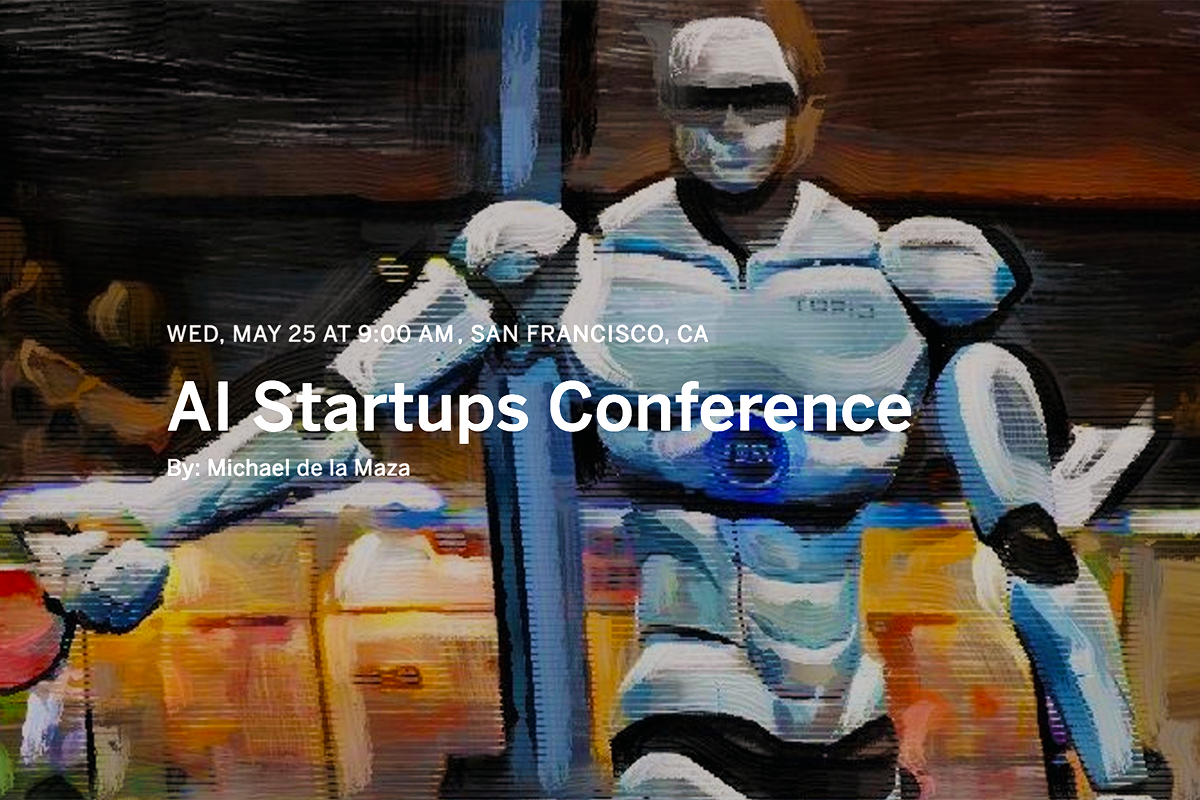 WED, MAY 25 AT 9:00 AM, SAN FRANCISCO, CA
AI Startups Conference
By: Michael de la Maza